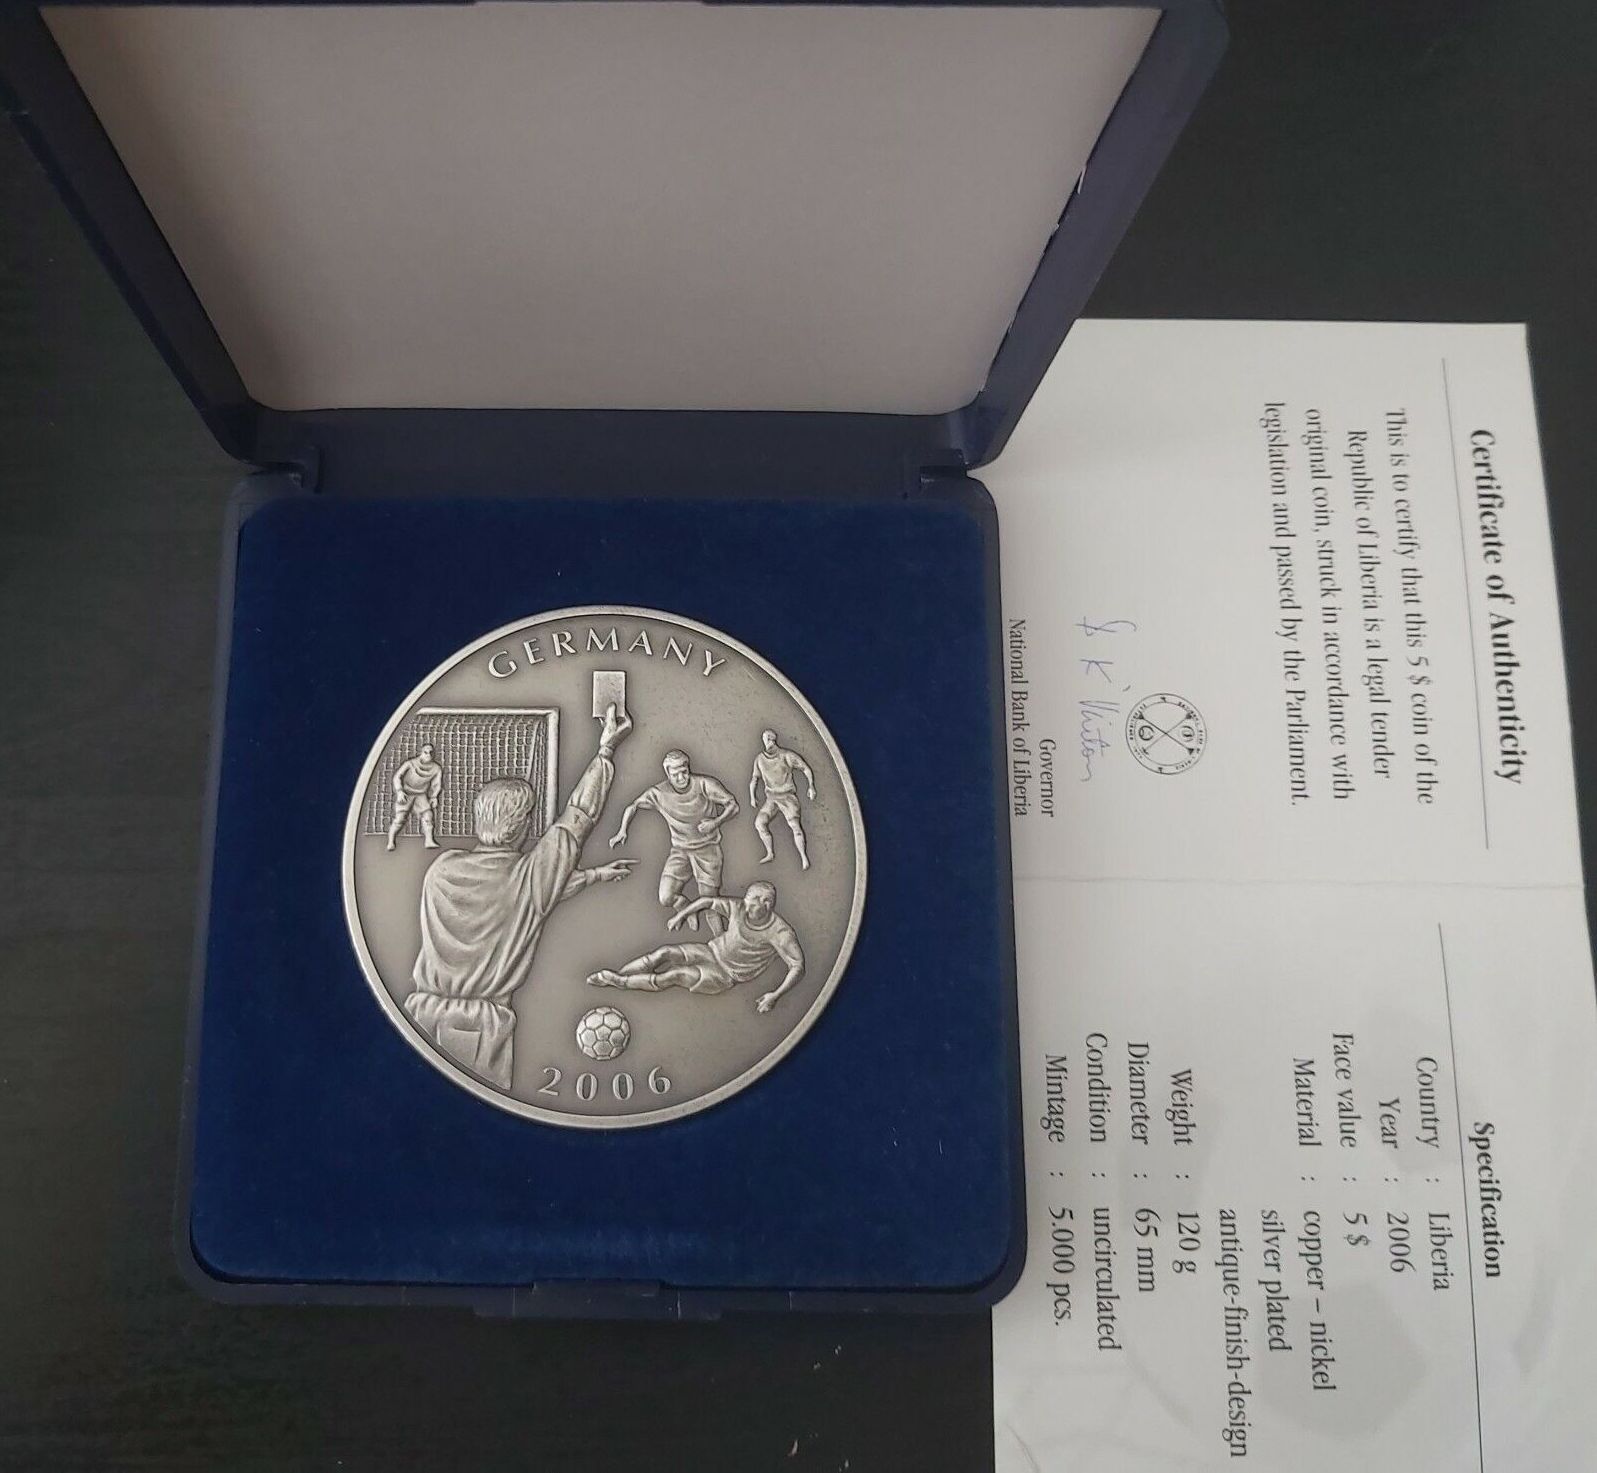 GERMANY
2006
Certificate of Authenticity
This is to certify that this 5 $ coin of the
Republic of Liberia is a legal tender
original coin, struck in accordance with
legislation and passed by the Parliament.
Governor
National Bank of Liberia
Specification
Country : Liberia
Year : 2006
Face value : 5 $
Material : copper – nickel
silver plated
antique-finish-design
Weight : 120 g
Diameter : 65 mm
Condition : uncirculated
Mintage : 5.000 pcs.